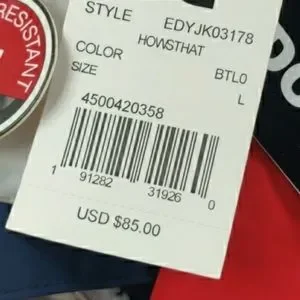 RESISTANT
STYLE EDYJK03178
HOWSTHAT
COLOR BTL0
SIZE L
4500420358
1 91282 31926 0
USD $85.00